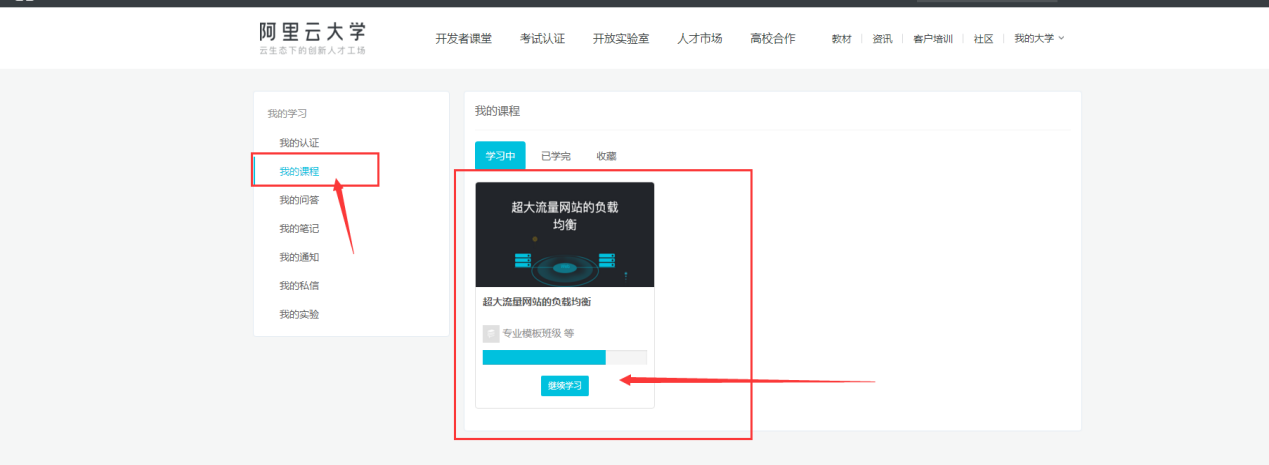 阿里云大学
云生态下的创新人才工场
开发者课堂 考试认证 开放实验室 人才市场 高校合作 教材 资讯 客户培训 社区 我的大学
我的学习
我的认证
我的课程
我的问答
我的笔记
我的通知
我的私信
我的实验
我的课程
学习中 已学完 收藏
超大流量网站的负载
均衡
超大流量网站的负载均衡
专业模板班级 等
继续学习